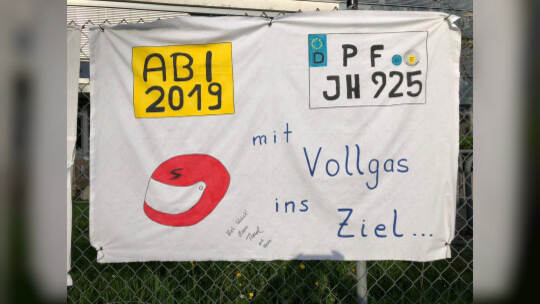 ABI
2019
D
PF
JH 925
mit
Vollgas
ins
Ziel...
S